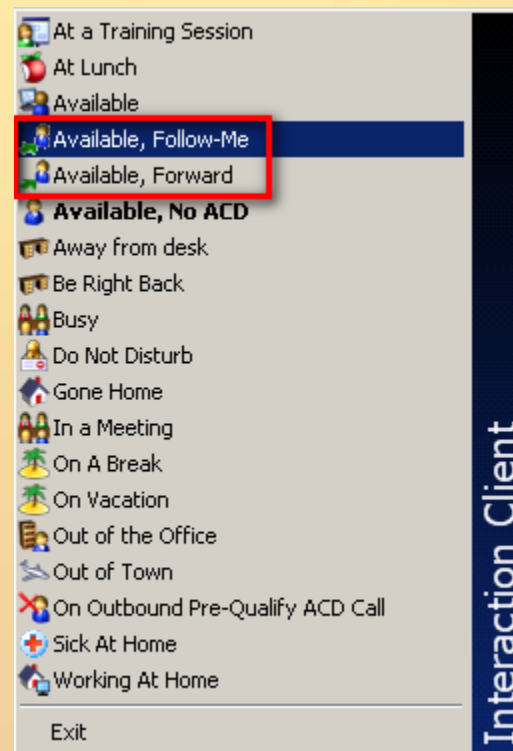 At a Training Session
At Lunch
Available
Available, Follow-Me
Available, Forward
Available, No ACD
Away from desk
Be Right Back
Busy
Do Not Disturb
Gone Home
In a Meeting
On A Break
On Vacation
Out of the Office
Out of Town
On Outbound Pre-Qualify ACD Call
Sick At Home
Working At Home
Exit
Interaction Client